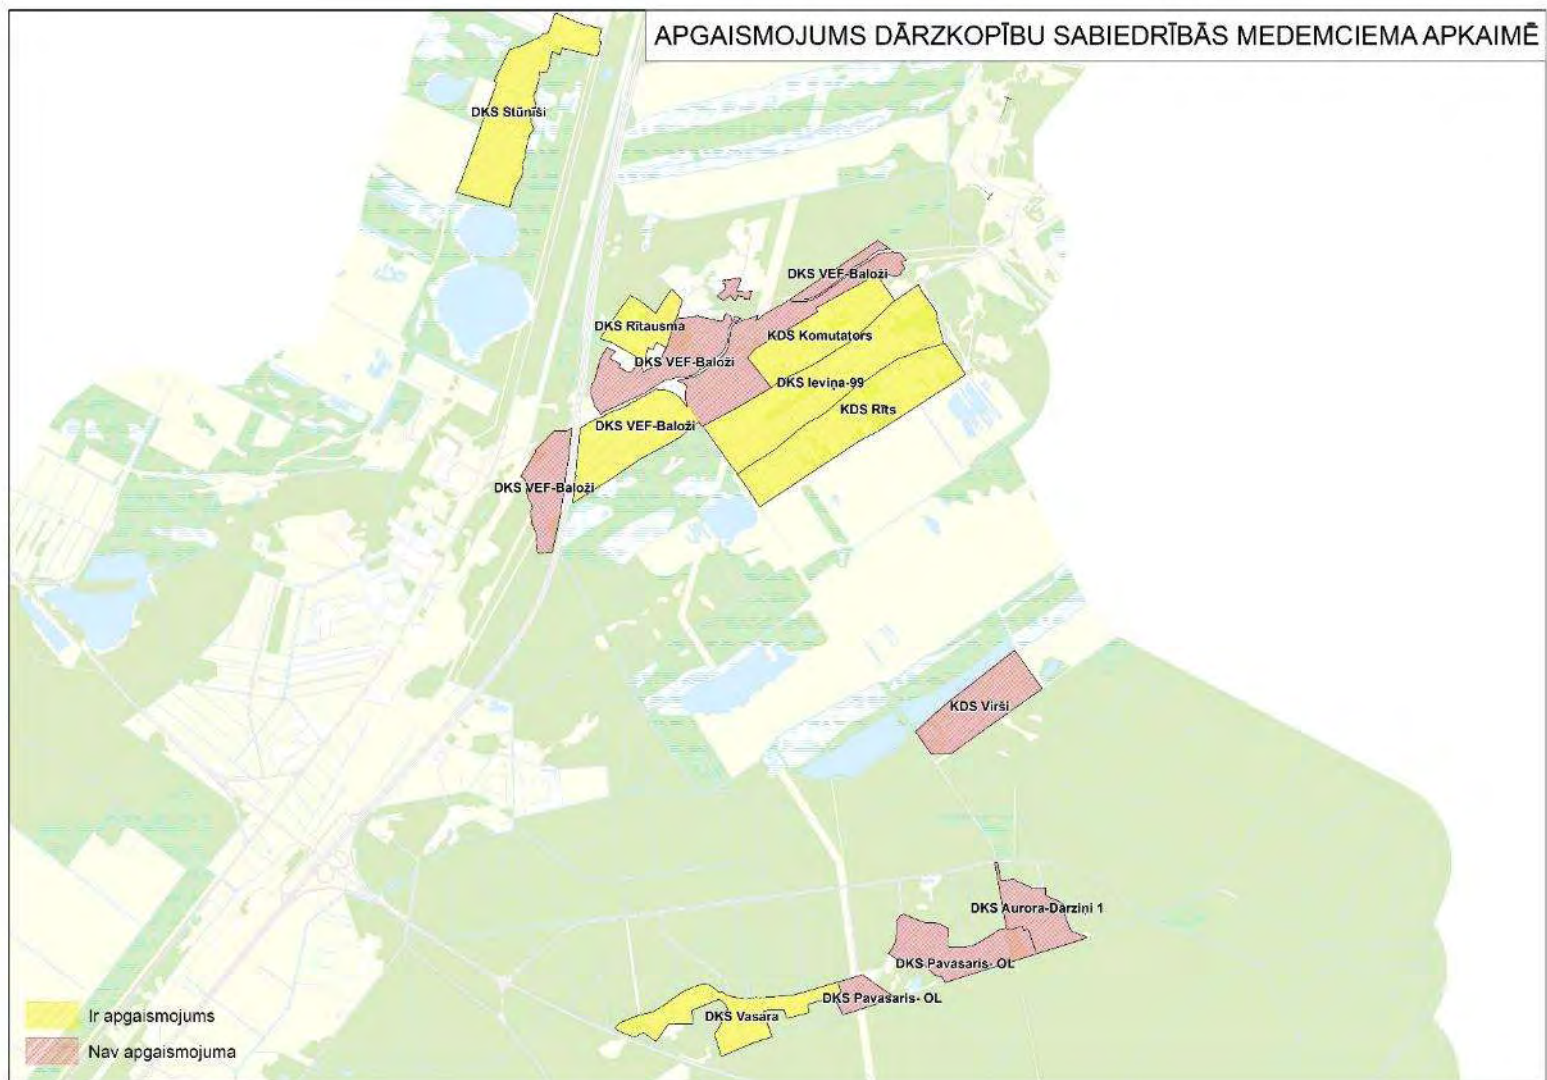 APGAISMOJUMS DĀRZKOPĪBU SABIEDRĪBĀS MEDEMCIEMA APKAIMĒ
DKS Stūnīši
DKS VEF-Baloži
DKS Rītausma
KDS Komutators
DKS VEF-Baloži
DKS Ieviņa-99
KDS Rīts
DKS VEF-Baloži
DKS VEF-Baloži
KDS Virši
DKS Aurora-Dārziņi 1
DKS Pavasaris- OL
DKS Pavasaris- OL
DKS Vasara
Ir apgaismojums
Nav apgaismojuma